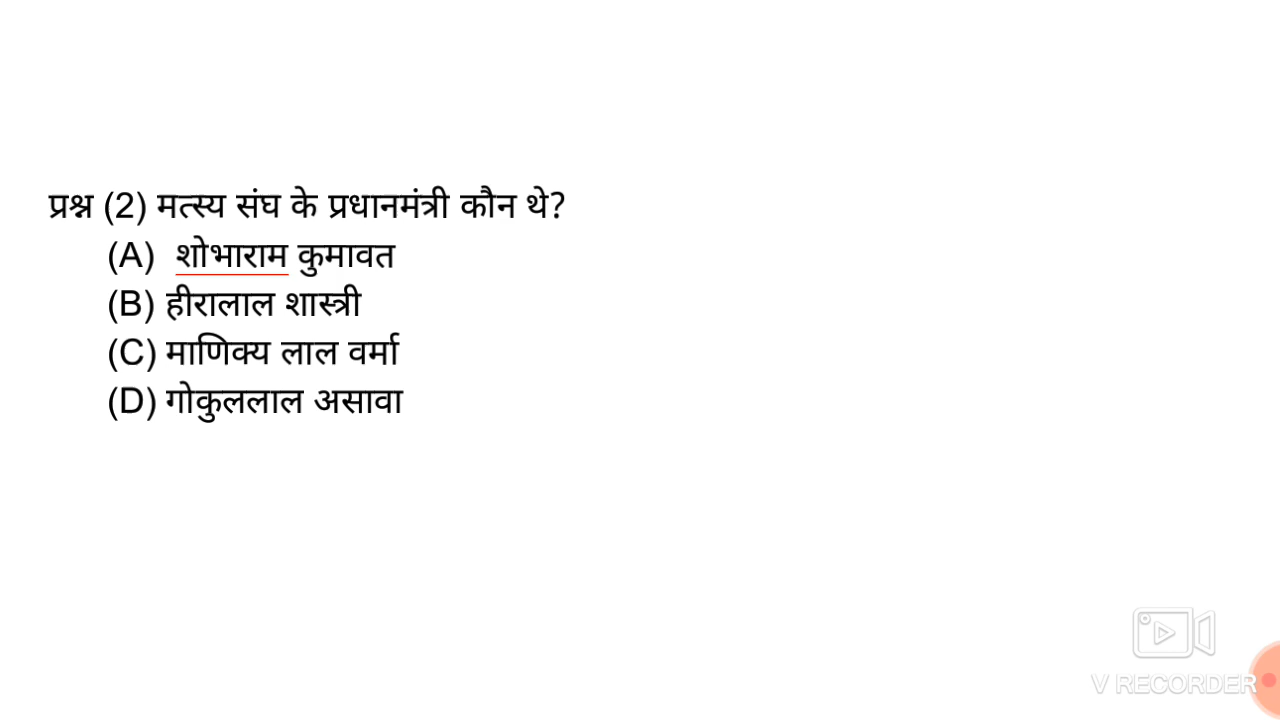 प्रश्न (2) मत्स्य संघ के प्रधानमंत्री कौन थे?
(A) शोभाराम कुमावत
(B) हीरालाल शास्त्री
(C) माणिक्य लाल वर्मा
(D) गोकुललाल असावा
V RECORDER